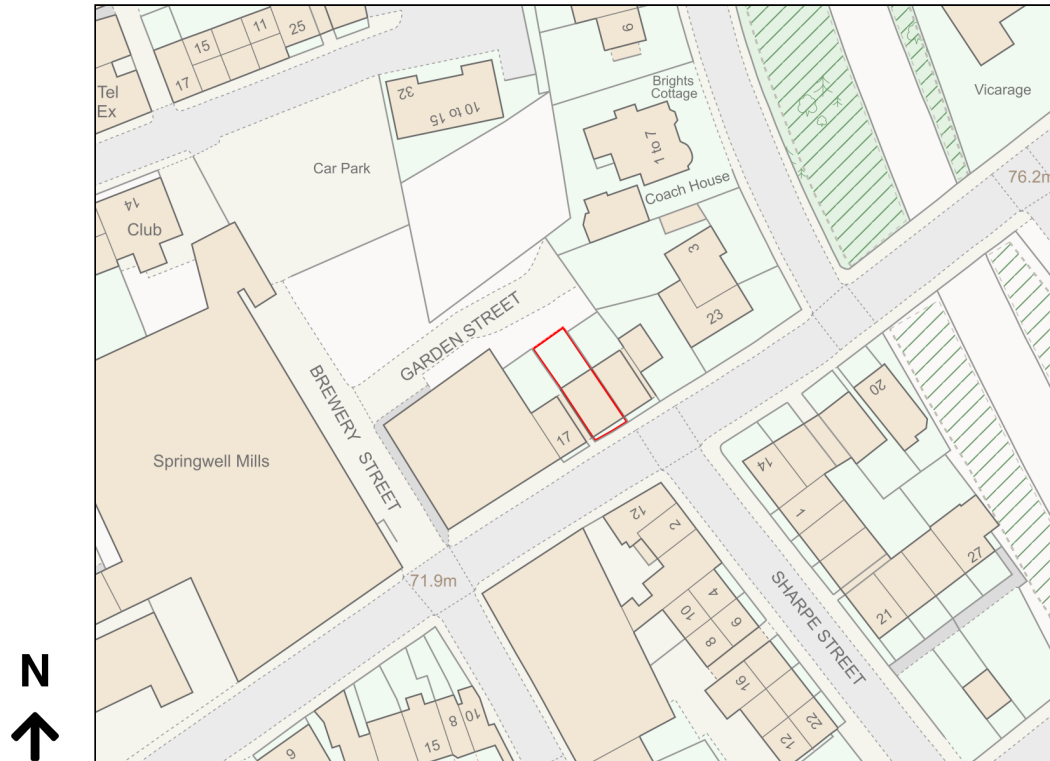 15
11
25
17
Tel
Ex
32
10 to 15
9
Brights
Cottage
Vicarage
Car Park
1 to 7
Coach House
76.2m
14
Club
3
23
GARDEN STREET
BREWERY STREET
20
17
14
Springwell Mills
12
2
1
27
71.9m
4
10
6
8
SHARPE STREET
21
16
22
12
8
10
15
9
N